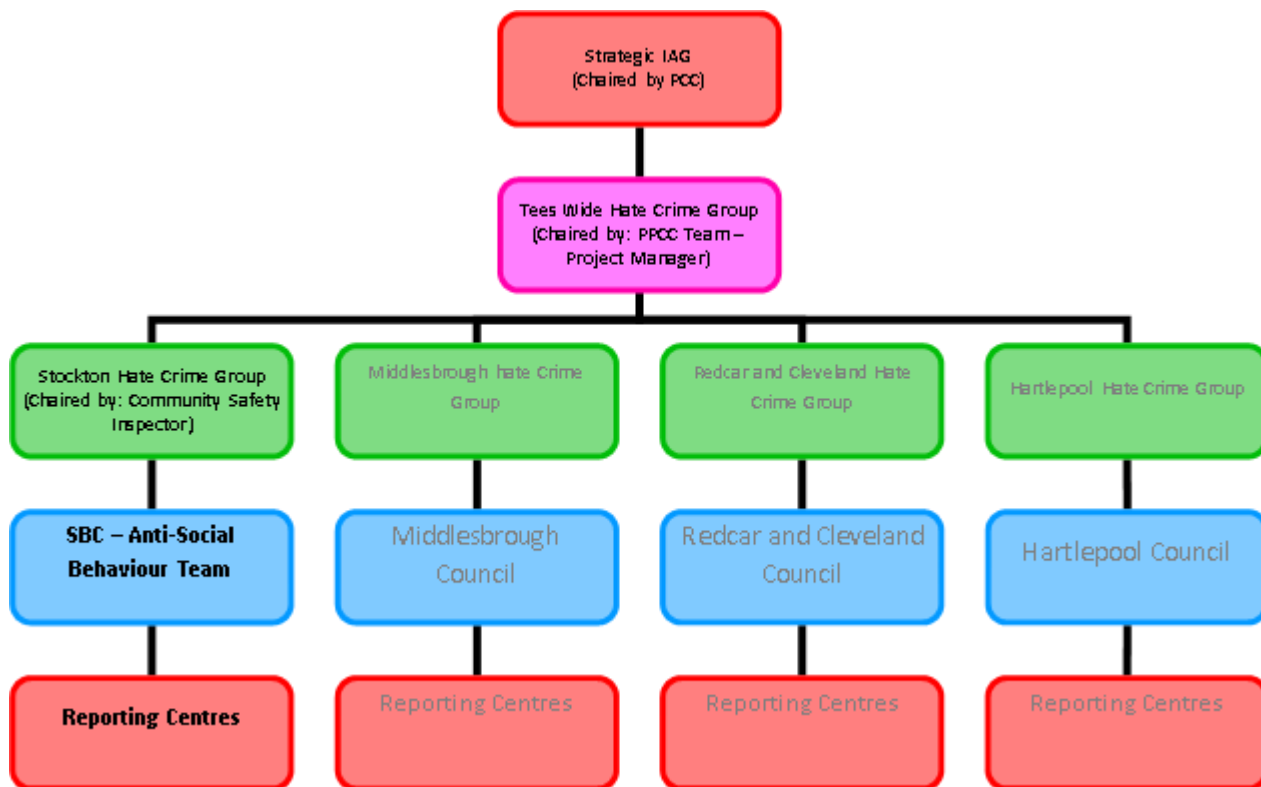 Strategic IAG
(Chaired by PCC)
Tees Wide Hate Crime Group
(Chaired by: PPCC Team –
Project Manager)
Stockton Hate Crime Group
(Chaired by: Community Safety
Inspector)
Middlesbrough hate Crime
Group
Redcar and Cleveland Hate
Crime Group
Hartlepool Hate Crime Group
SBC – Anti-Social
Behaviour Team
Middlesbrough
Council
Redcar and Cleveland
Council
Hartlepool Council
Reporting Centres
Reporting Centres
Reporting Centres
Reporting Centres